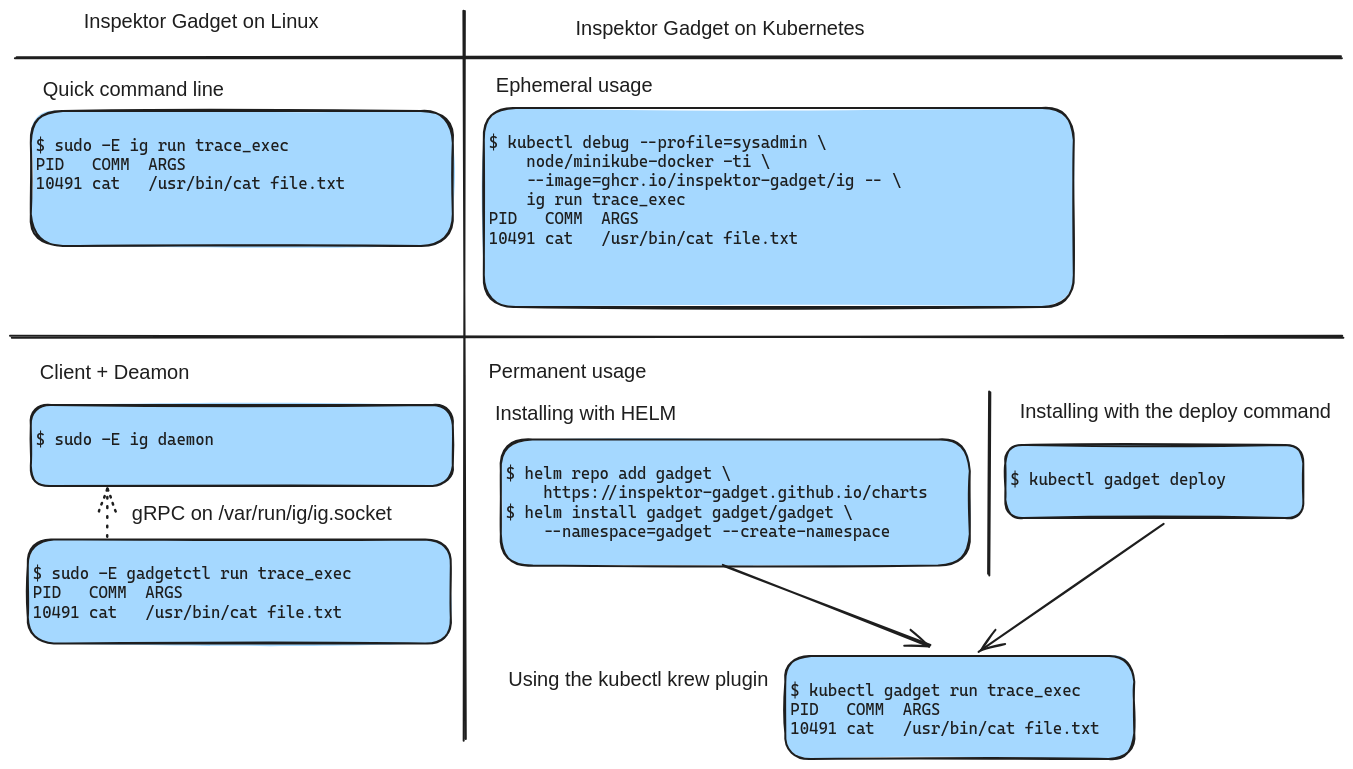 Inspektor Gadget on Linux
Inspektor Gadget on Kubernetes
Quick command line
$ sudo -E ig run trace_exec
PID   COMM  ARGS
10491 cat   /usr/bin/cat file.txt
Ephemeral usage
$ kubectl debug --profile=sysadmin \
    node/minikube-docker -ti \
    --image=ghcr.io/inspektor-gadget/ig -- \
    ig run trace_exec
PID   COMM  ARGS
10491 cat   /usr/bin/cat file.txt
Client + Deamon
$ sudo -E ig daemon
gRPC on /var/run/ig/ig.socket
$ sudo -E gadgetctl run trace_exec
PID   COMM  ARGS
10491 cat   /usr/bin/cat file.txt
Permanent usage
Installing with HELM
$ helm repo add gadget \
    https://inspektor-gadget.github.io/charts
$ helm install gadget gadget/gadget \
    --namespace=gadget --create-namespace
Installing with the deploy command
$ kubectl gadget deploy
Using the kubectl krew plugin
$ kubectl gadget run trace_exec
PID   COMM  ARGS
10491 cat   /usr/bin/cat file.txt